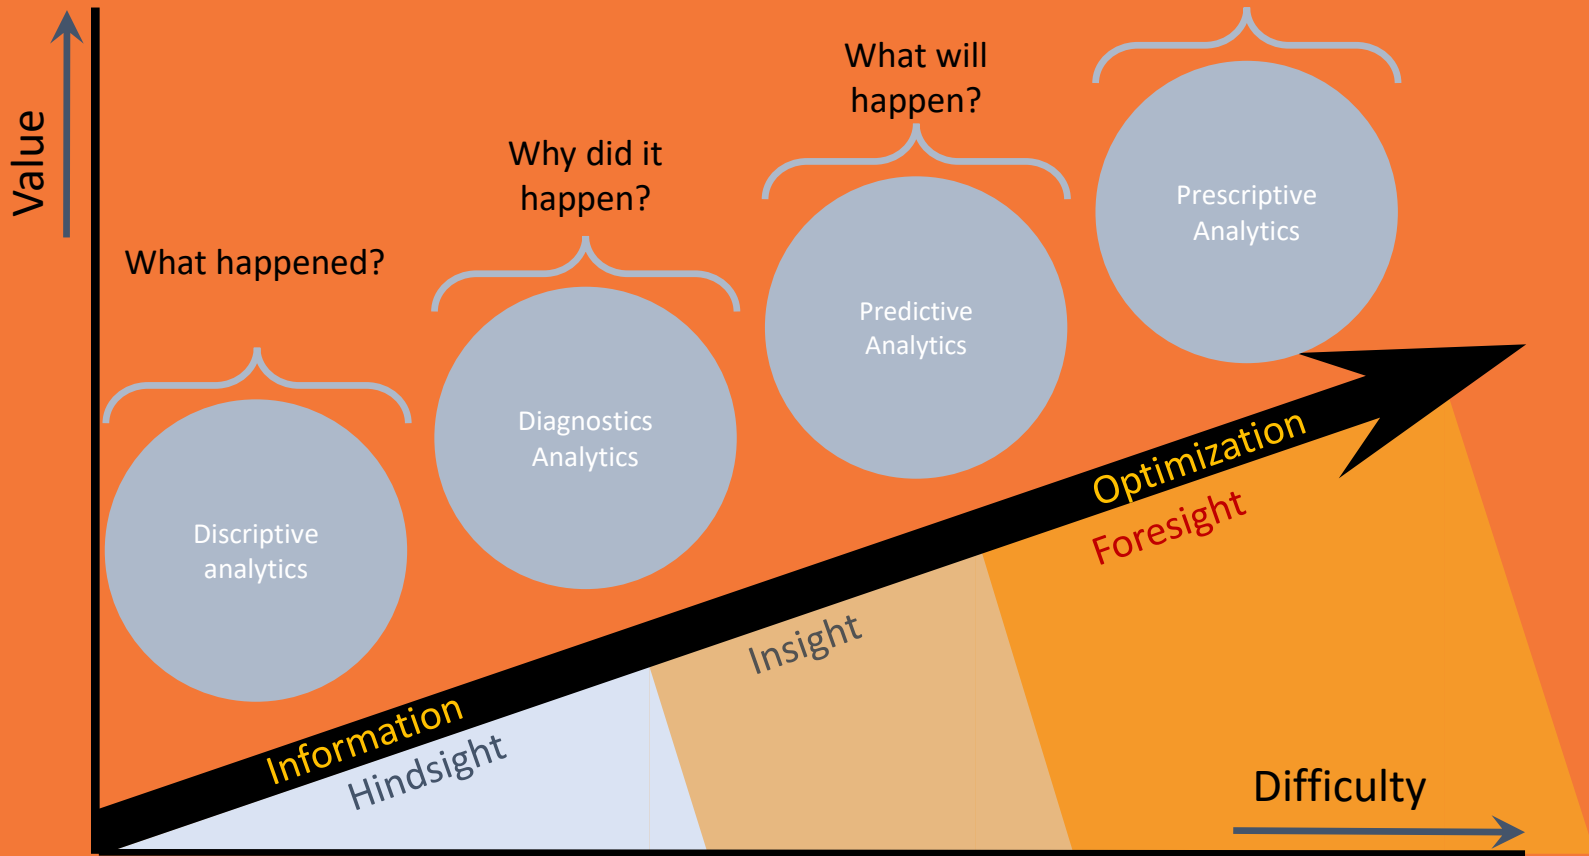 Value
What happened?
Why did it
happen?
What will
happen?
Discriptive
analytics
Diagnostics
Analytics
Predictive
Analytics
Prescriptive
Analytics
Information
Optimization
Hindsight
Insight
Foresight
Difficulty